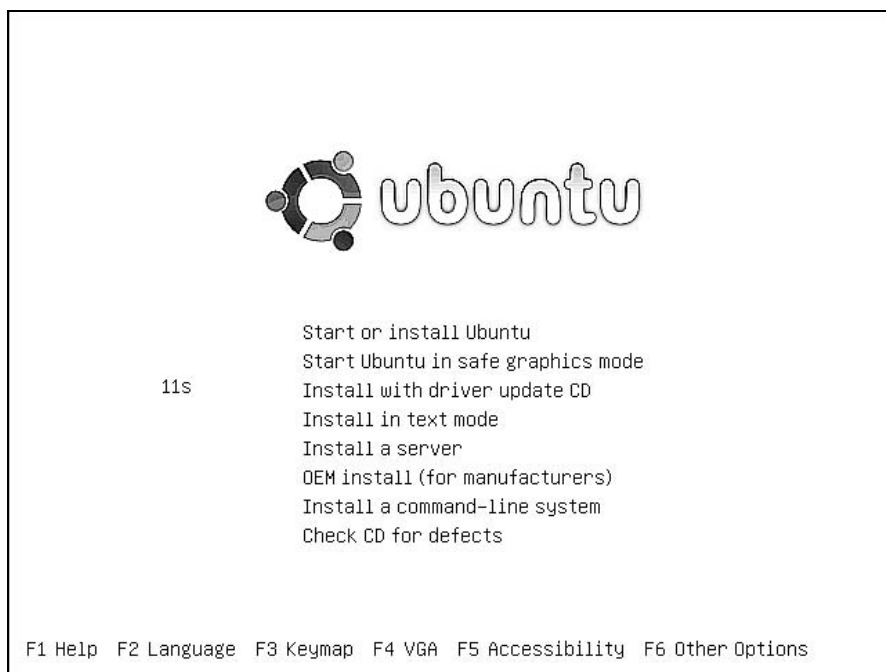 ubuntu
Start or install Ubuntu
Start Ubuntu in safe graphics mode
11s
Install with driver update CD
Install in text mode
Install a server
OEM install (for manufacturers)
Install a command-line system
Check CD for defects
F1 Help F2 Language F3 Keymap F4 VGA F5 Accessibility F6 Other Options